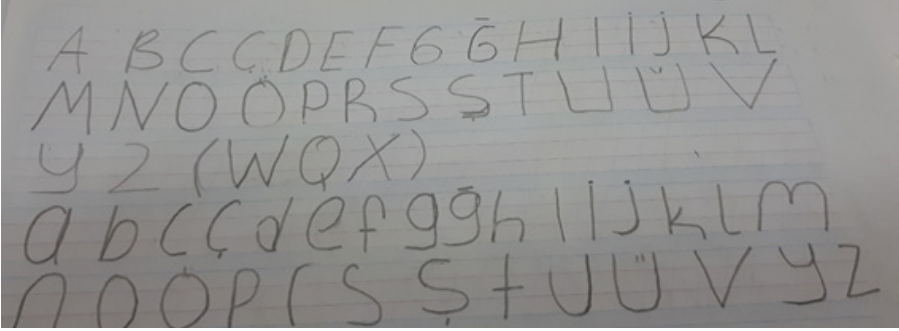 A B C Ç D E F G Ğ H I İ J K L
M N O Ö P R S Ş T U Ü V
Y Z (W Q X)
a b c ç d e f g ğ h ı i j k l m
n o ö p r s ş t u ü v y z